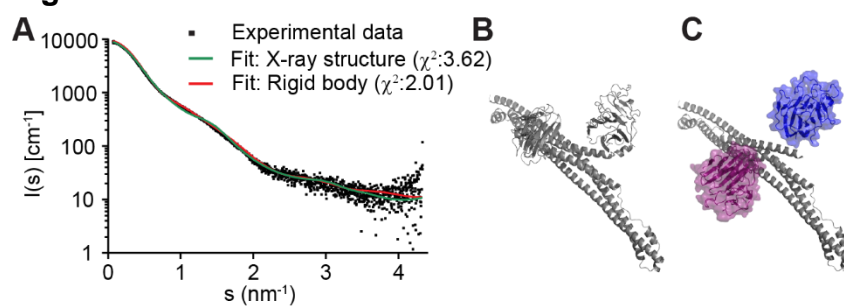 A
B
C
Experimental data
Fit: X-ray structure (χ²:3.62)
Fit: Rigid body (χ²:2.01)
I(s) [cm⁻¹]
10000
1000
100
10
1
0 1 2 3 4
s (nm⁻¹)